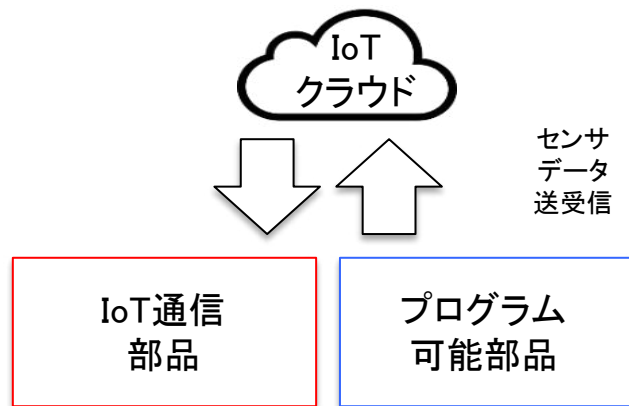 IoT
クラウド
センサ
データ
送受信
IoT通信
部品
プログラム
可能部品